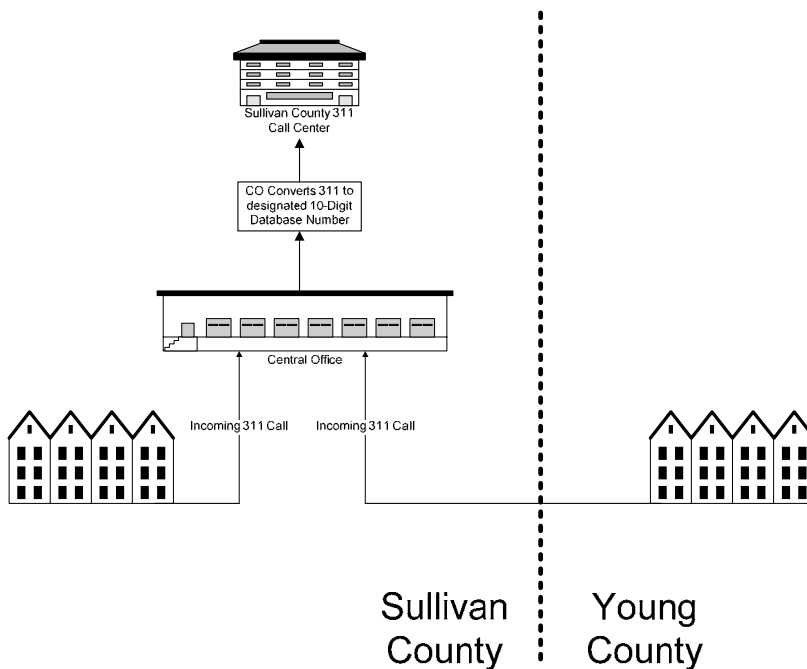 Sullivan County 311
Call Center
CO Converts 311 to
designated 10-Digit
Database Number
Central Office
Incoming 311 Call
Incoming 311 Call
Sullivan
County
Young
County